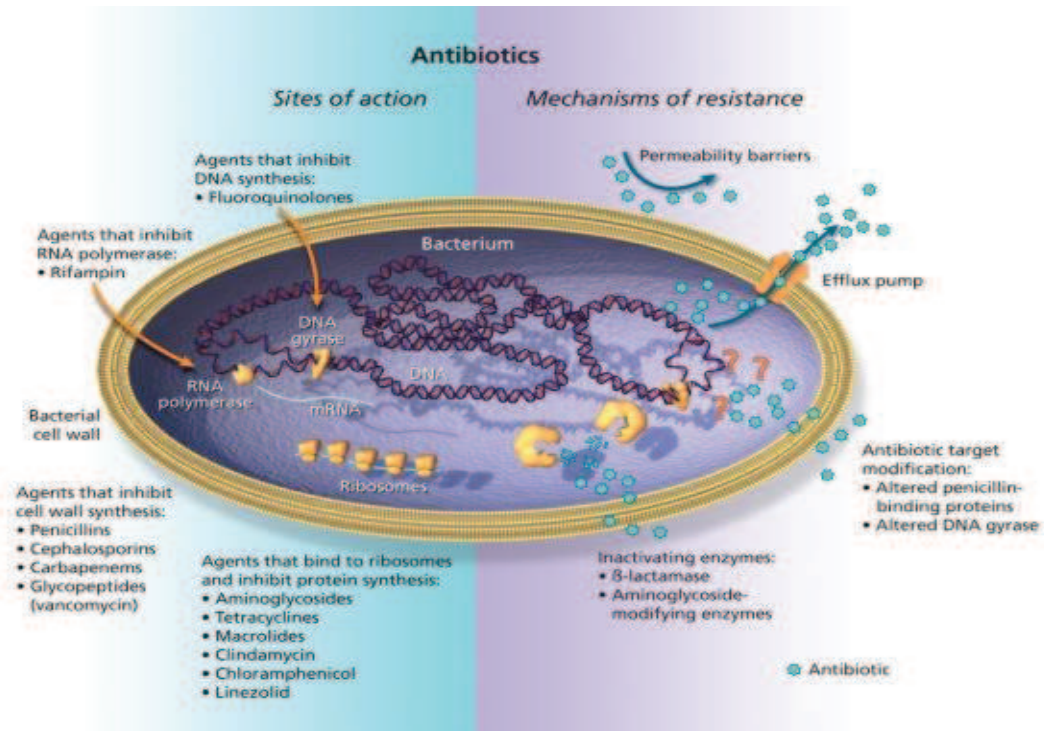 Antibiotics
Sites of action
Mechanisms of resistance
Agents that inhibit
DNA synthesis:
• Fluoroquinolones
Permeability barriers
Agents that inhibit
RNA polymerase:
• Rifampin
Bacterium
Efflux pump
DNA
gyrase
DNA
RNA
polymerase
mRNA
Bacterial
cell wall
Ribosomes
Antibiotic target
modification:
• Altered penicillin-
binding proteins
• Altered DNA gyrase
Agents that inhibit
cell wall synthesis:
• Penicillins
• Cephalosporins
• Carbapenems
• Glycopeptides
(vancomycin)
Agents that bind to ribosomes
and inhibit protein synthesis:
• Aminoglycosides
• Tetracyclines
• Macrolides
• Clindamycin
• Chloramphenicol
• Linezolid
Inactivating enzymes:
• ß-lactamase
• Aminoglycoside-
modifying enzymes
Antibiotic